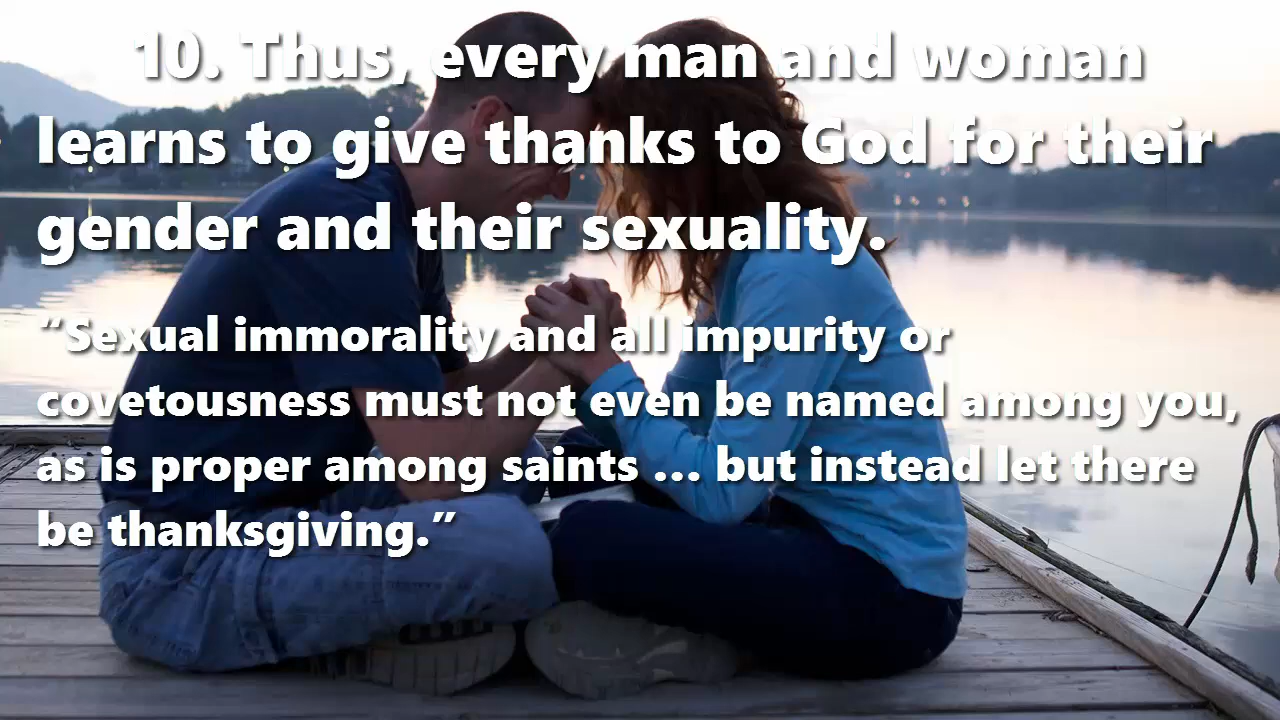 10. Thus, every man and woman
learns to give thanks to God for their
gender and their sexuality.
“Sexual immorality and all impurity or
covetousness must not even be named among you,
as is proper among saints ... but instead let there
be thanksgiving.”